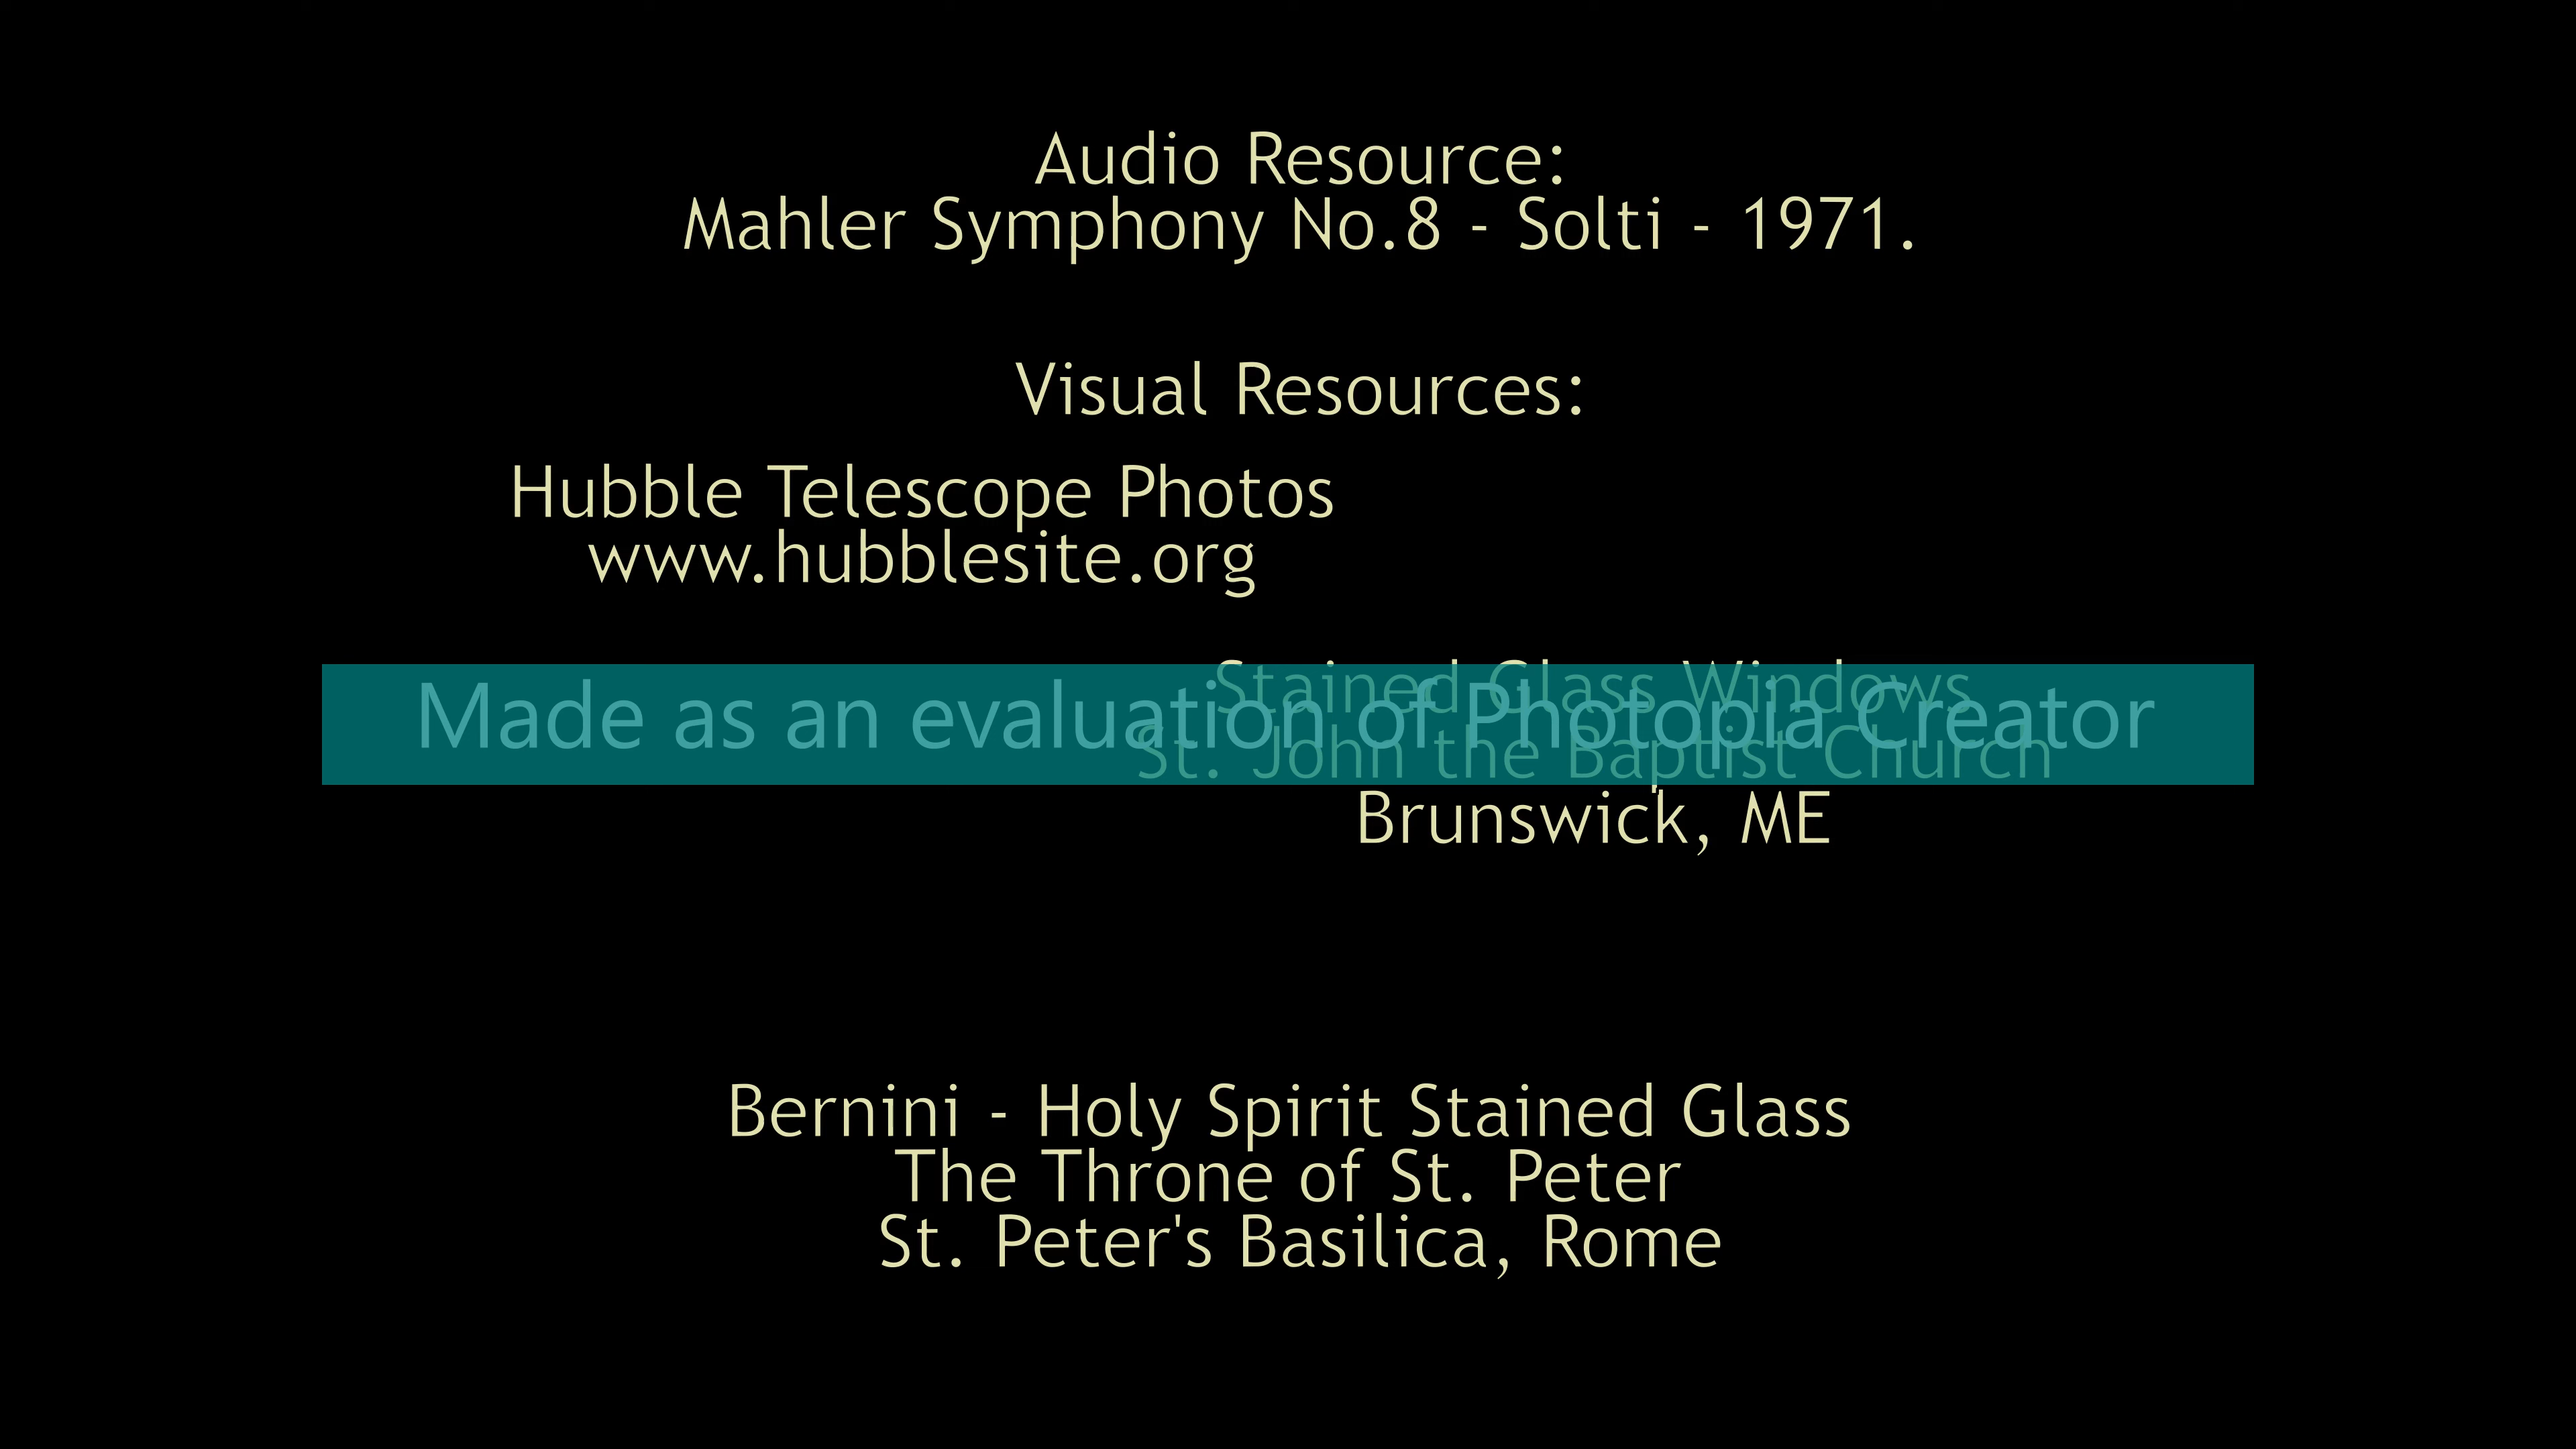 Audio Resource:
Mahler Symphony No.8 - Solti - 1971.
Visual Resources:
Hubble Telescope Photos
www.hubblesite.org
Stained Glass Windows
Made as an evaluation of Photopia Creator
St. John the Baptist Church
Brunswick, ME
Bernini - Holy Spirit Stained Glass
The Throne of St. Peter
St. Peter's Basilica, Rome